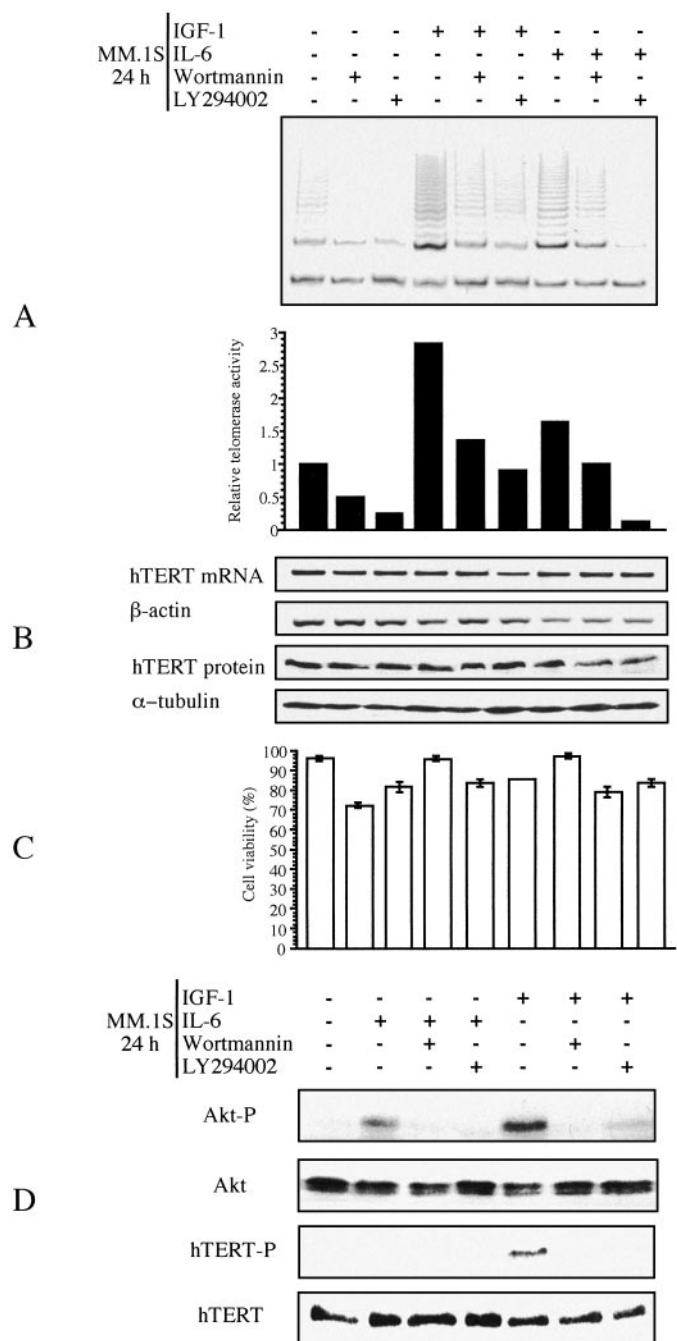 IGF-1 - - - + + + - - -
MM.1S IL-6 - - - - - - + + +
24 h Wortmannin - + - - + - - + -
LY294002 - - + - - + - - +
A
Relative telomerase activity
3
2.5
2
1.5
1
0.5
0
B
hTERT mRNA
β-actin
hTERT protein
α-tubulin
C
Cell viability (%)
100
90
80
70
60
50
40
30
20
10
0
IGF-1 - - - - + + +
MM.1S IL-6 - + + + - - -
24 h Wortmannin - - + - - + -
LY294002 - - - + - - +
D
Akt-P
Akt
hTERT-P
hTERT